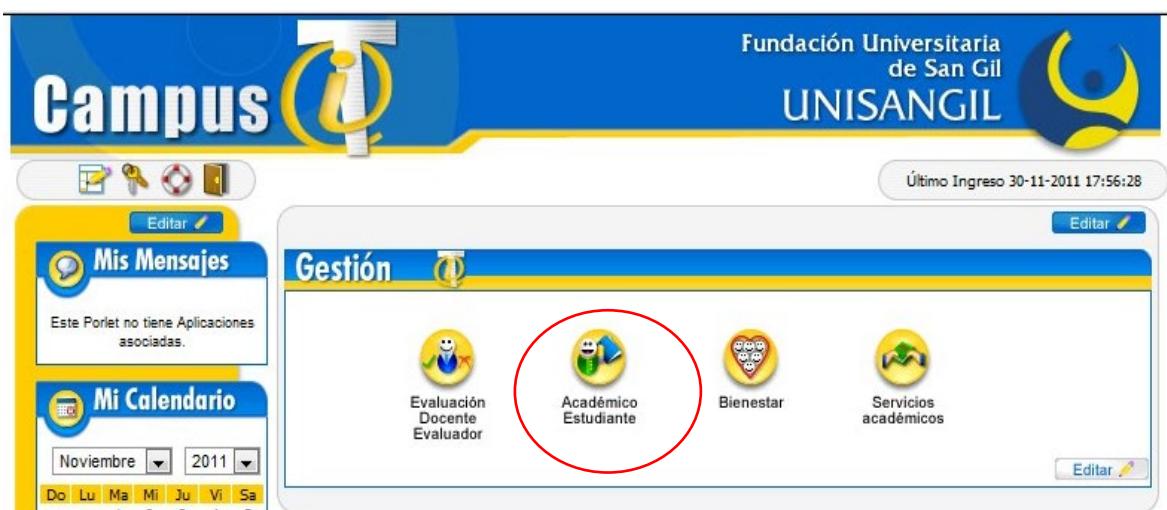 Campus iT
Fundación Universitaria
de San Gil
UNISANGIL
Último Ingreso 30-11-2011 17:56:28
Editar
Mis Mensajes
Este Porlet no tiene Aplicaciones
asociadas.
Mi Calendario
Noviembre 2011
Do Lu Ma Mi Ju Vi Sa
Editar
Gestión iT
Evaluación
Docente
Evaluador
Académico
Estudiante
Bienestar
Servicios
académicos
Editar